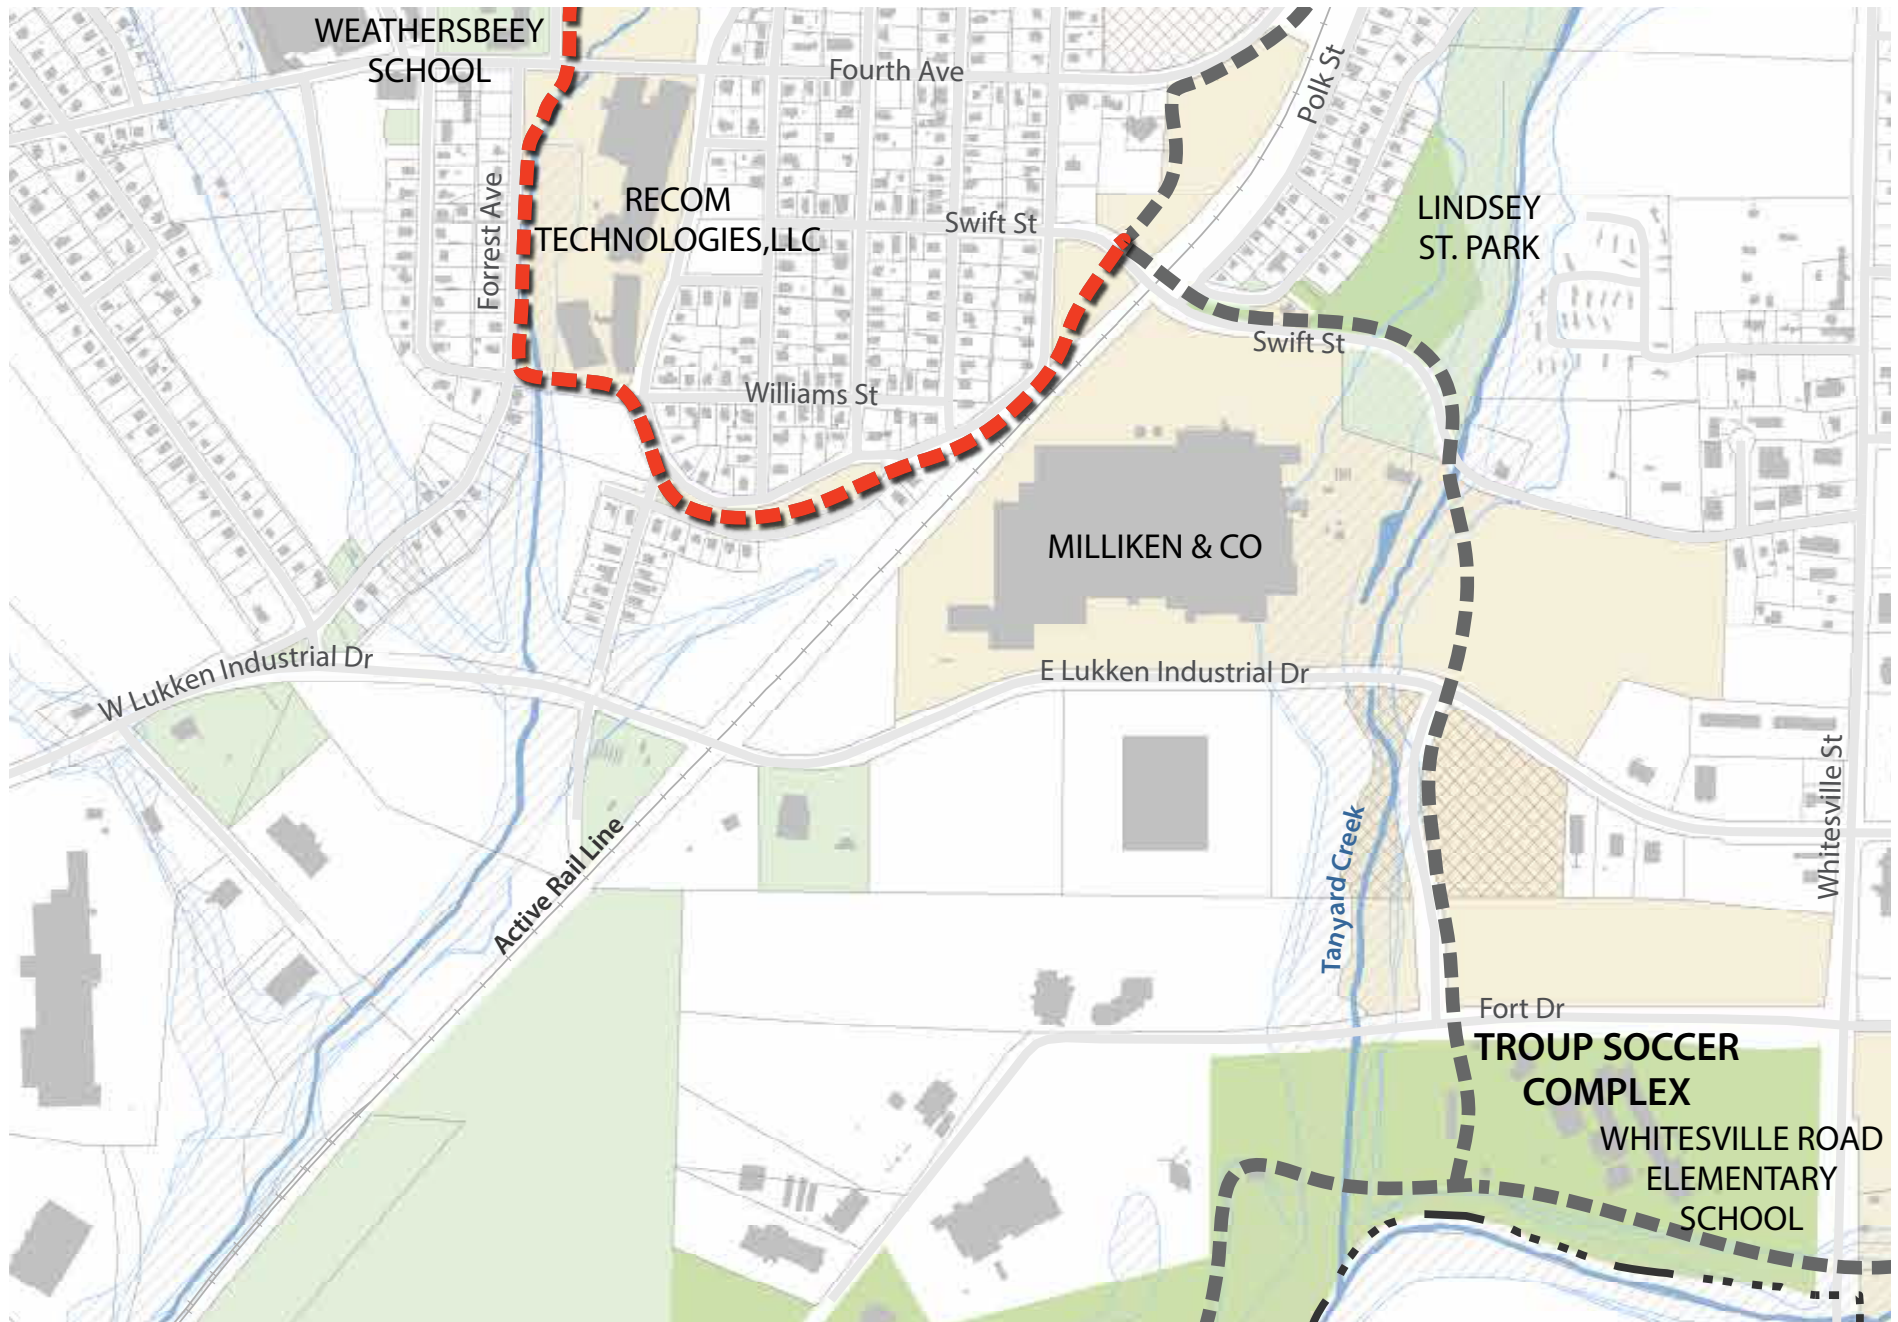 WEATHERSBEEY
SCHOOL
Fourth Ave
Polk St
RECOM
TECHNOLOGIES,LLC
Forrest Ave
Swift St
LINDSEY
ST. PARK
Swift St
Williams St
MILLIKEN & CO
W Lukken Industrial Dr
E Lukken Industrial Dr
Whitesville St
Active Rail Line
Tanyard Creek
Fort Dr
TROUP SOCCER
COMPLEX
WHITESVILLE ROAD
ELEMENTARY
SCHOOL